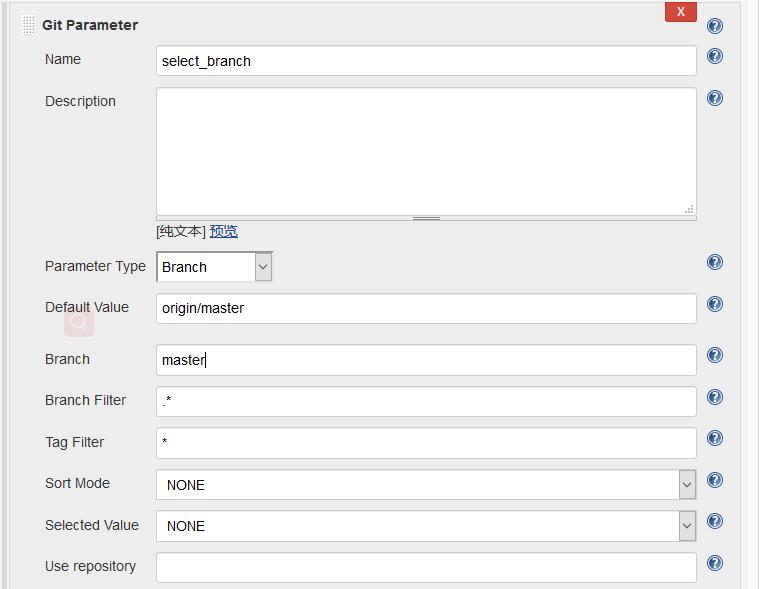 Git Parameter
X
Name
select_branch
Description
[纯文本] 预览
Parameter Type
Branch
Default Value
origin/master
Branch
master
Branch Filter
.*
Tag Filter
*
Sort Mode
NONE
Selected Value
NONE
Use repository